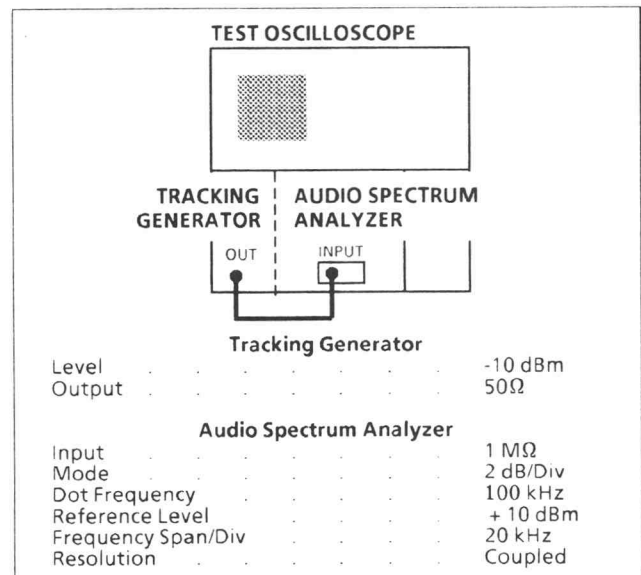 TEST OSCILLOSCOPE
TRACKING GENERATOR
AUDIO SPECTRUM ANALYZER
OUT
INPUT
Tracking Generator
Level . . . . . . . -10 dBm
Output . . . . . . . 50Ω
Audio Spectrum Analyzer
Input . . . . . . . 1 MΩ
Mode . . . . . . . 2 dB/Div
Dot Frequency . . . . . 100 kHz
Reference Level . . . . + 10 dBm
Frequency Span/Div . . . . 20 kHz
Resolution . . . . . . Coupled